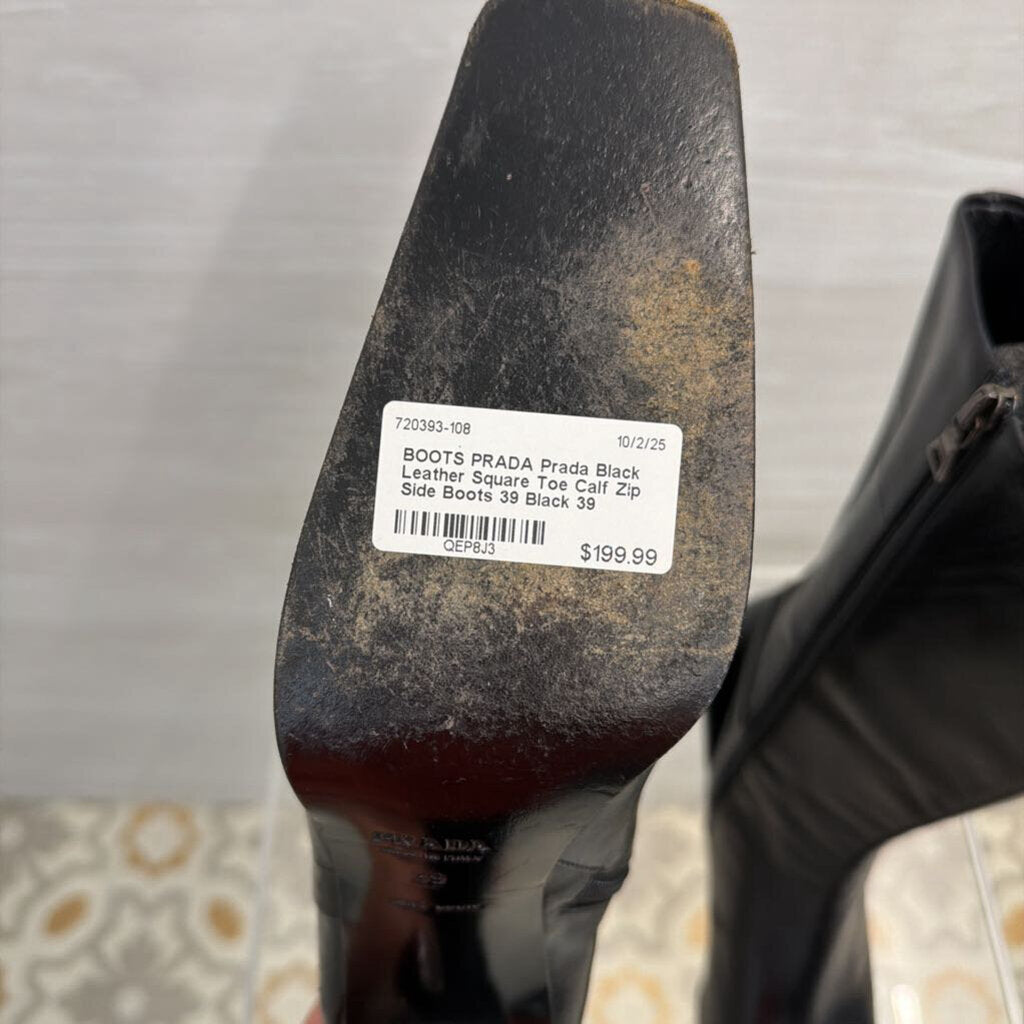 720393-108
10/2/25
BOOTS PRADA Prada Black
Leather Square Toe Calf Zip
Side Boots 39 Black 39
QEP8J3
$199.99